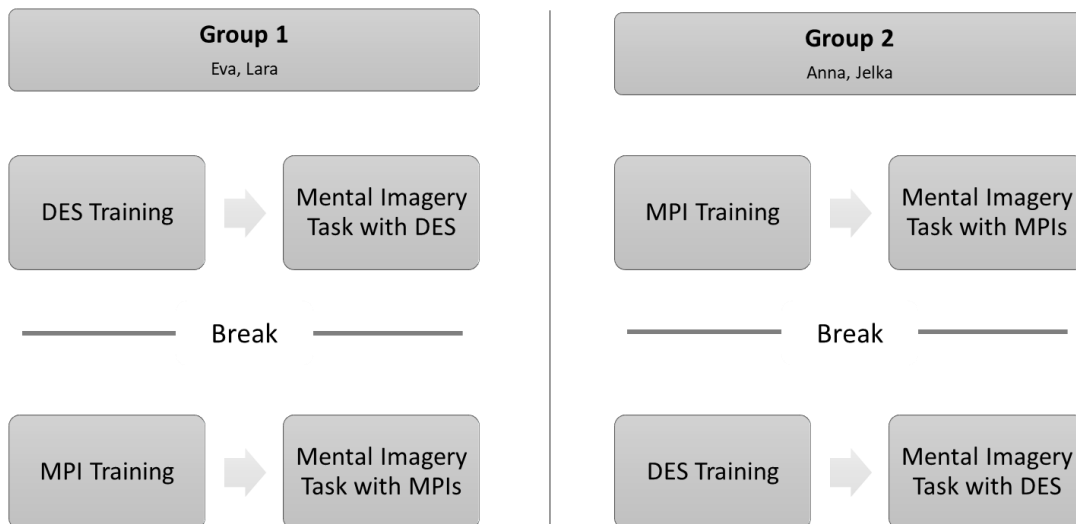 Group 1
Eva, Lara
DES Training
Mental Imagery
Task with DES
Break
MPI Training
Mental Imagery
Task with MPIs
Group 2
Anna, Jelka
MPI Training
Mental Imagery
Task with MPIs
Break
DES Training
Mental Imagery
Task with DES